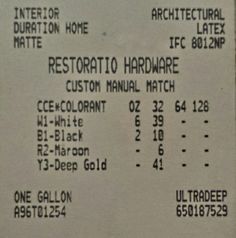 INTERIOR ARCHITECTURAL
DURATION HOME LATEX
MATTE IFC 8012NP
RESTORATIO HARDWARE
CUSTOM MANUAL MATCH
CCE*COLORANT OZ 32 64 128
W1-White 6 39 - -
B1-Black 2 10 - -
R2-Maroon - 6 - -
Y3-Deep Gold - 41 - -
ONE GALLON ULTRADEEP
A96T01254 650187529